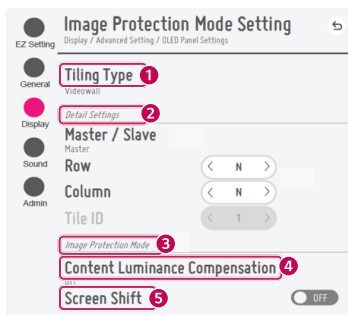 Image Protection Mode Setting
EZ Setting
Display / Advanced Setting / OLED Panel Settings
General
Tiling Type 1
Videowall
Detail Settings 2
Display
Master / Slave
Master
Sound
Row < N >
Admin
Column < N >
Tile ID < 1 >
Image Protection Mode 3
Content Luminance Compensation 4
Off
Screen Shift 5 OFF